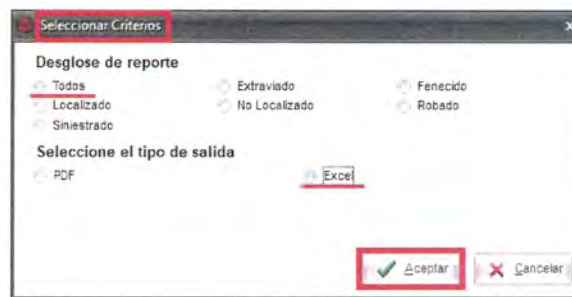 Seleccionar Criterios
Desglose de reporte
Todos Extraviado Fenecido
Localizado No Localizado Robado
Siniestrado
Seleccione el tipo de salida
PDF Excel
Aceptar Cancelar